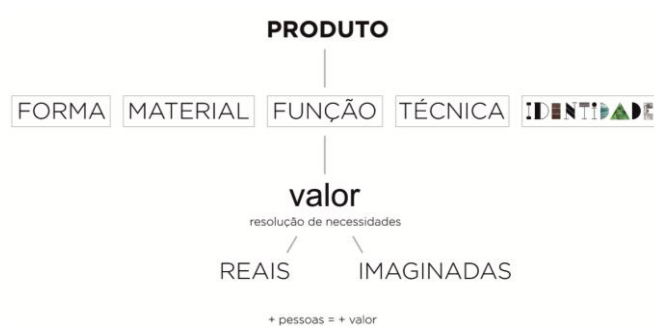 PRODUTO
FORMA MATERIAL FUNÇÃO TÉCNICA IDENTIDADE
valor
resolução de necessidades
REAIS IMAGINADAS
+ pessoas = + valor